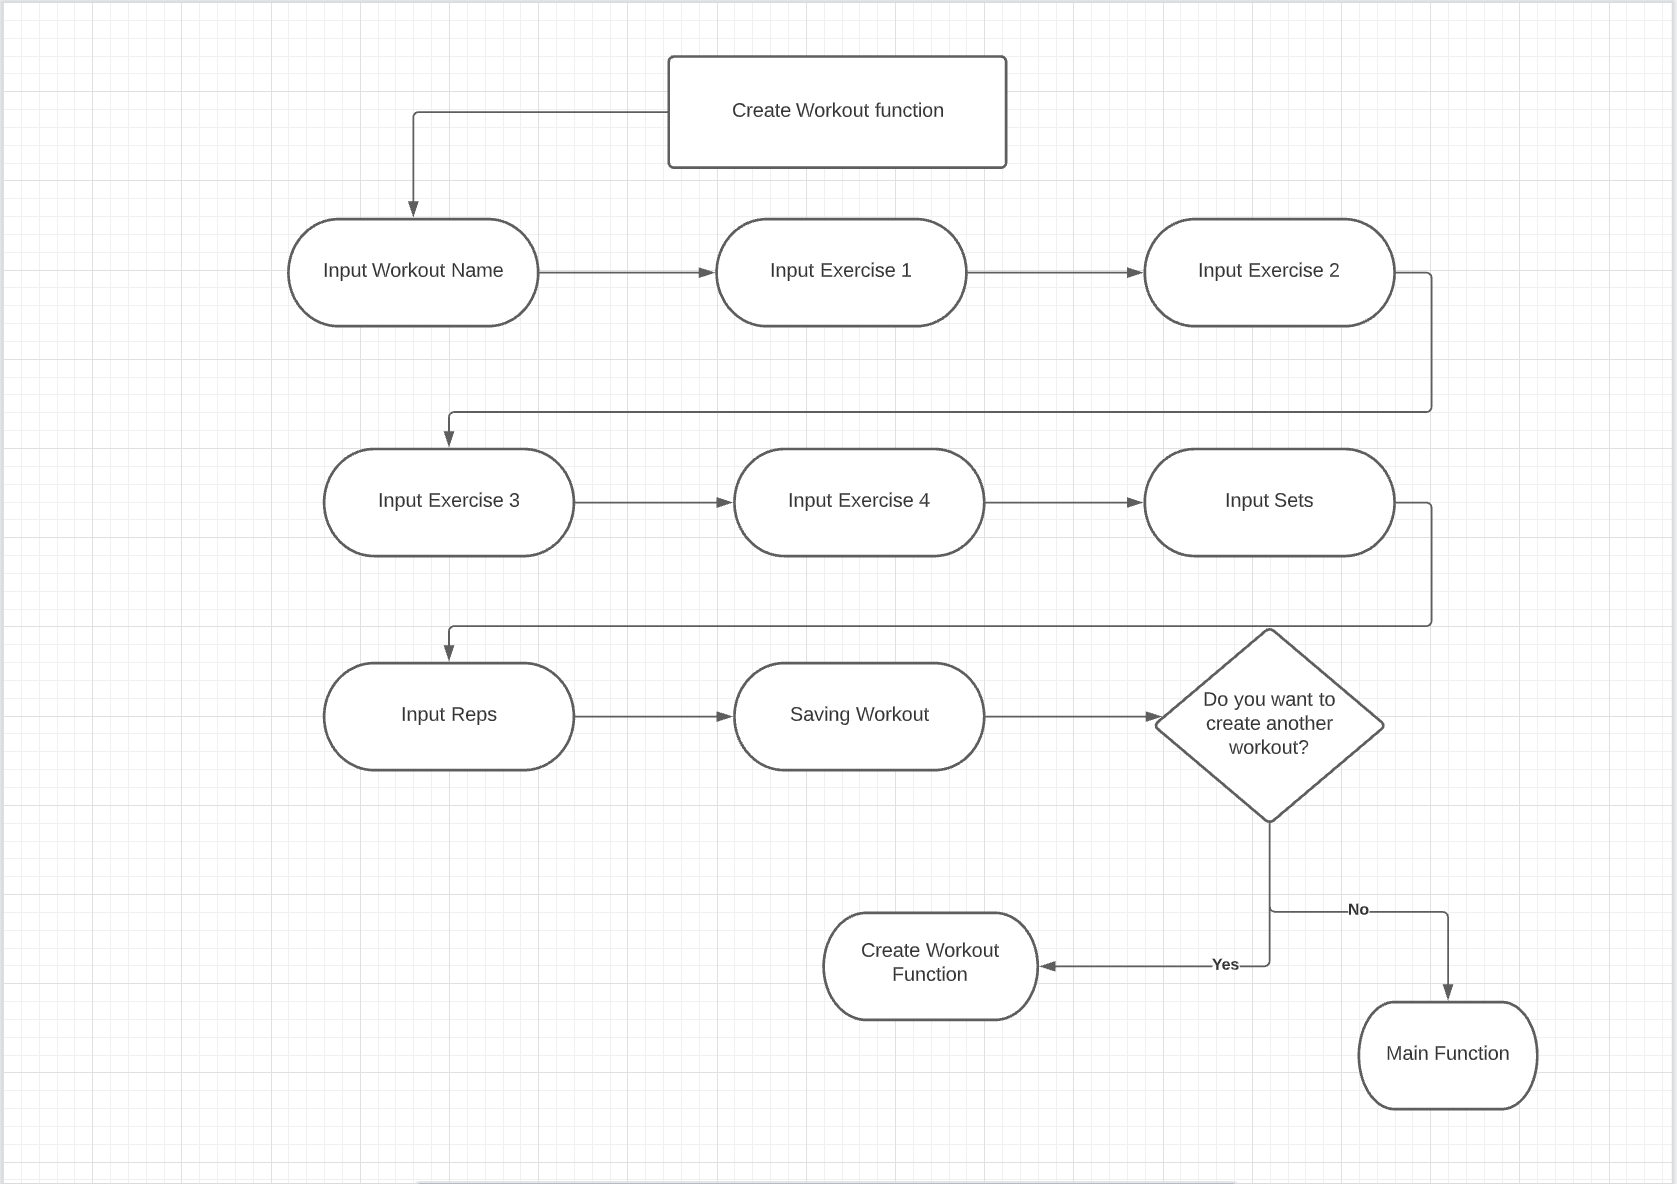 Create Workout function
Input Workout Name
Input Exercise 1
Input Exercise 2
Input Exercise 3
Input Exercise 4
Input Sets
Input Reps
Saving Workout
Do you want to
create another
workout?
No
Yes
Create Workout
Function
Main Function